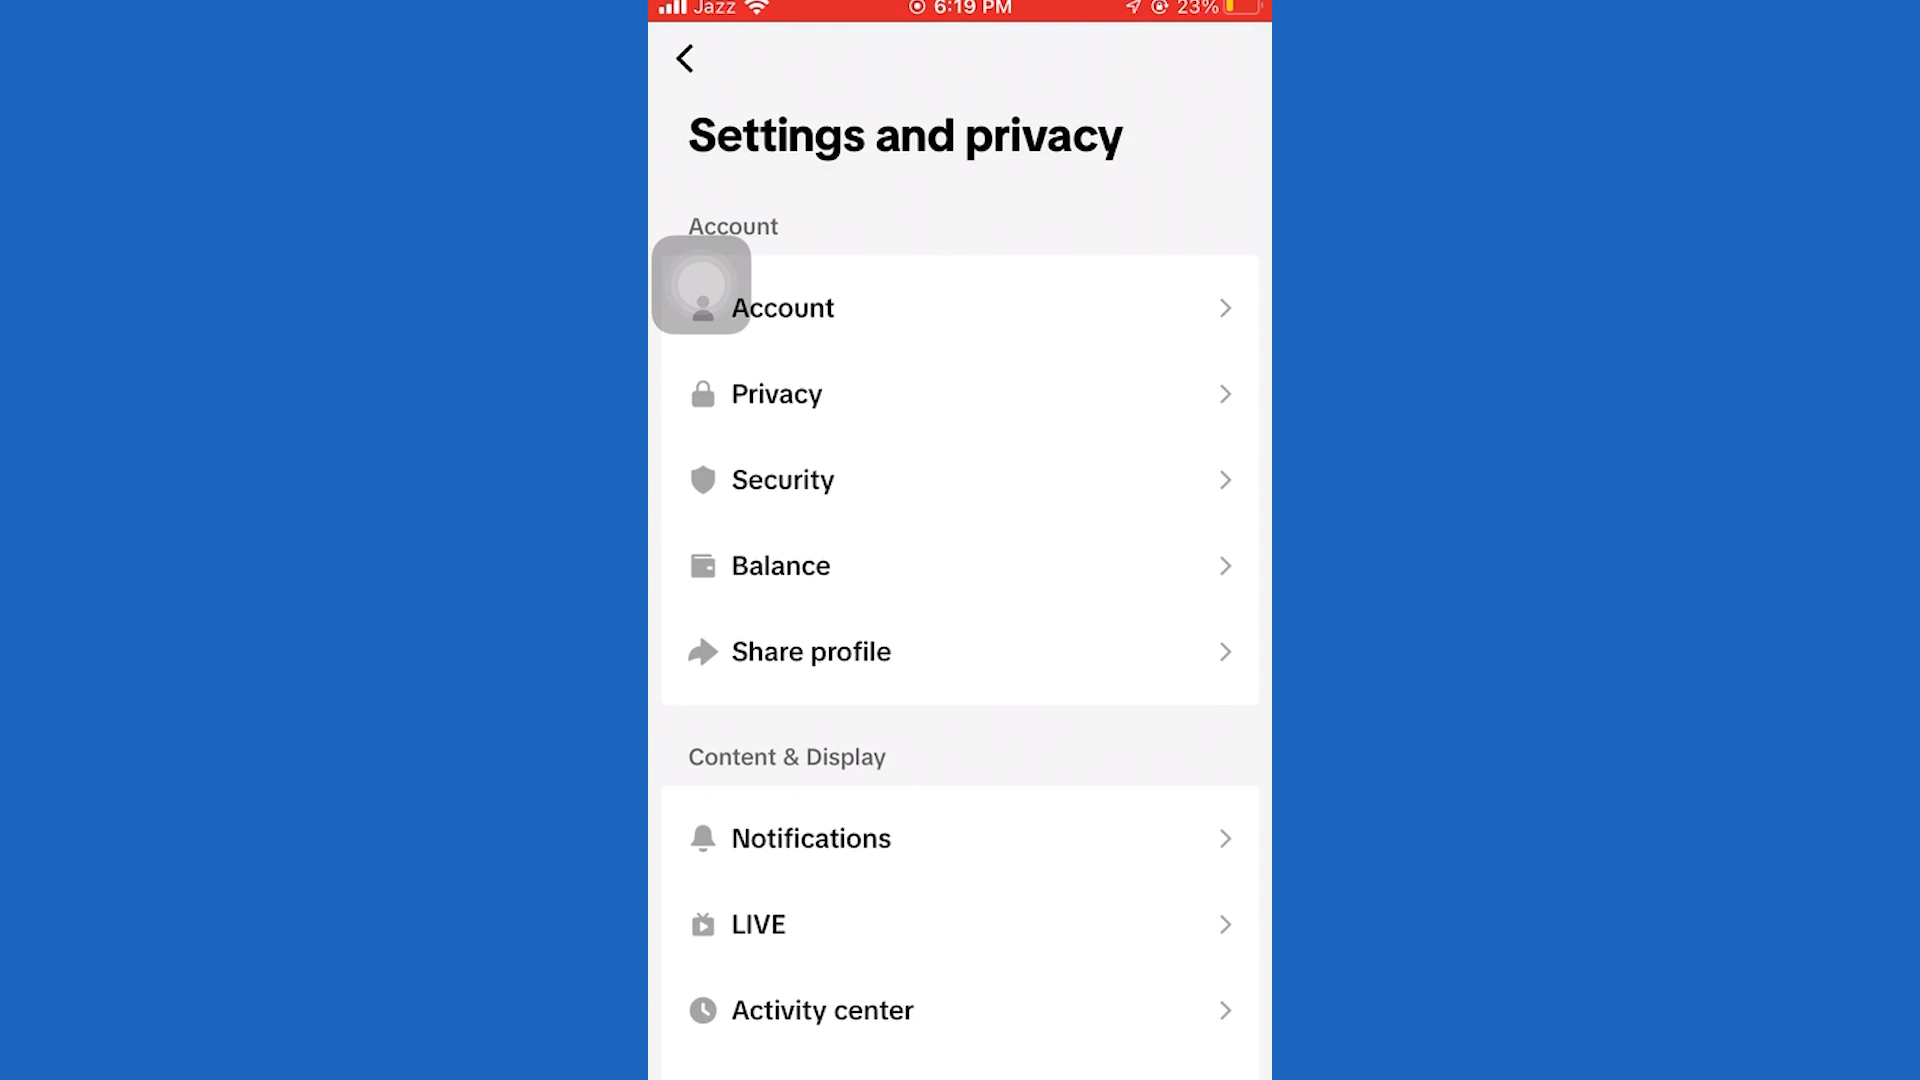 Jazz 6:19 PM 23%
Settings and privacy
Account
Account
Privacy
Security
Balance
Share profile
Content & Display
Notifications
LIVE
Activity center